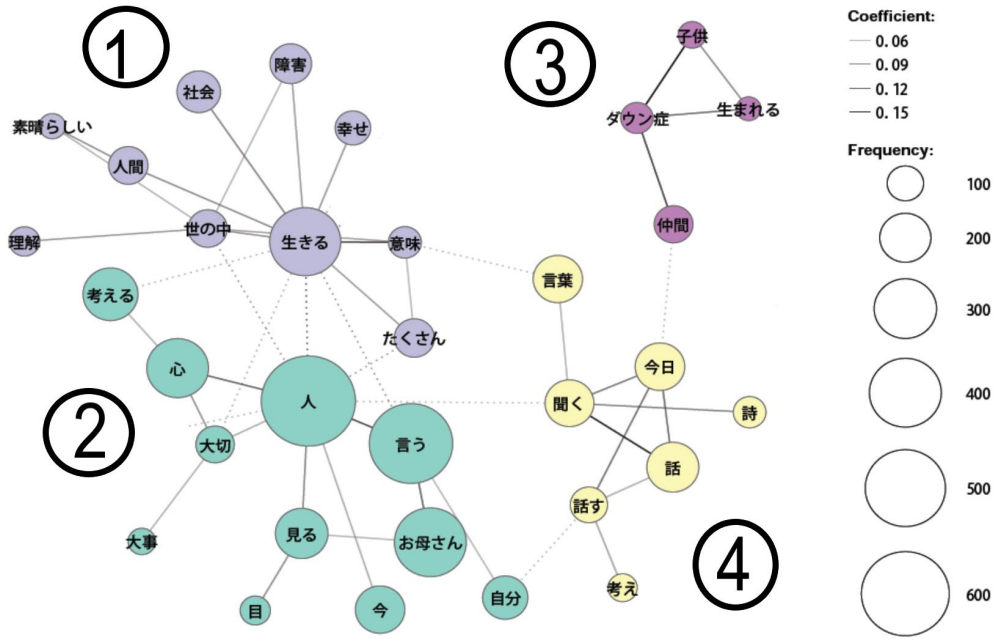 ①
障害
社会
素晴らしい
幸せ
人間
世の中
生きる
意味
理解
たくさん
②
考える
心
人
言う
大切
大事
見る
お母さん
目
今
自分
③
子供
ダウン症
生まれる
仲間
④
言葉
今日
聞く
詩
話
話す
考え
Coefficient:
0.06
0.09
0.12
0.15
Frequency:
100
200
300
400
500
600